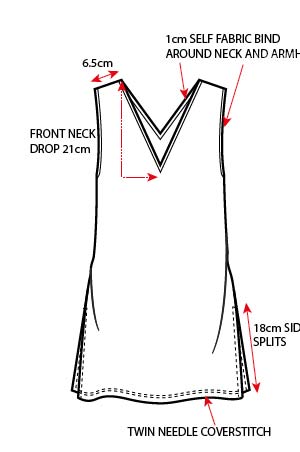 1cm SELF FABRIC BIND
AROUND NECK AND ARMH
6.5cm
FRONT NECK
DROP 21cm
18cm SID
SPLITS
TWIN NEEDLE COVERSTITCH